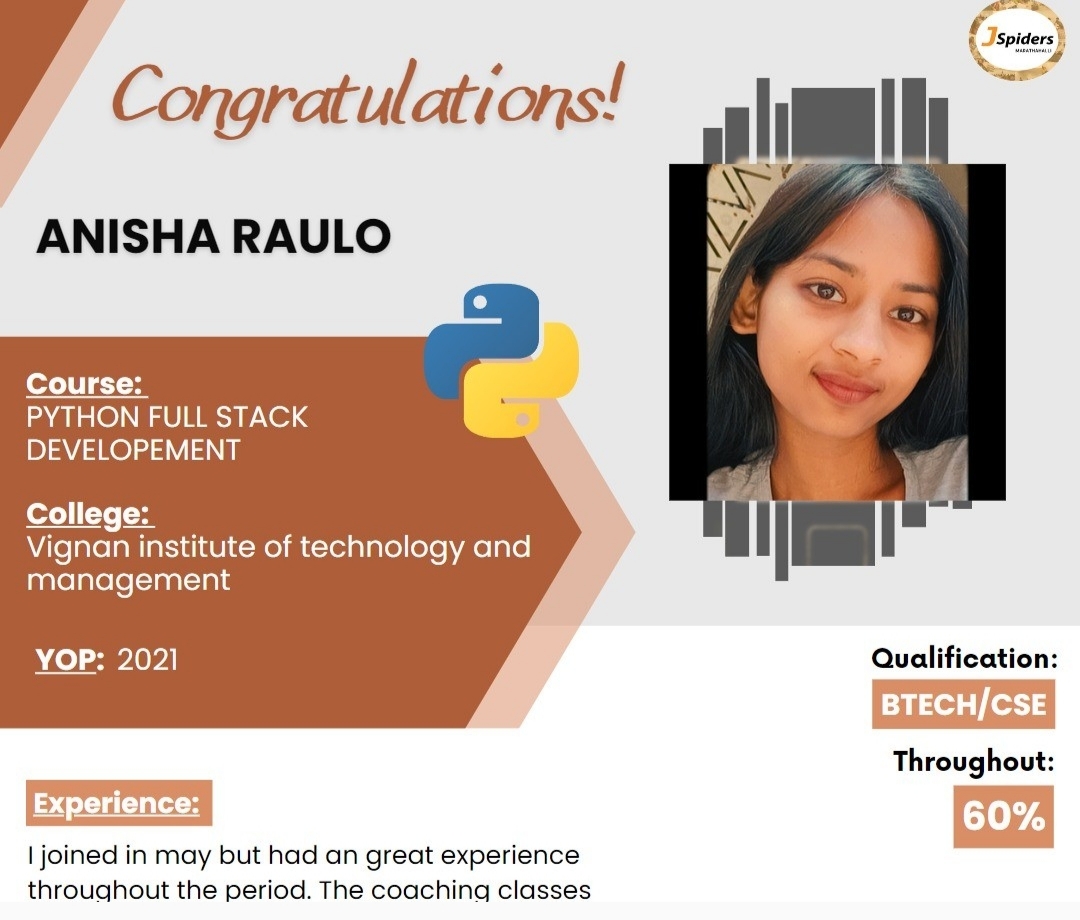 JSpiders
MARATHAHALLI
Congratulations!
ANISHA RAULO
Course:
PYTHON FULL STACK
DEVELOPEMENT
College:
Vignan institute of technology and
management
YOP: 2021
Qualification:
BTECH/CSE
Throughout:
60%
Experience:
I joined in may but had an great experience
throughout the period. The coaching classes